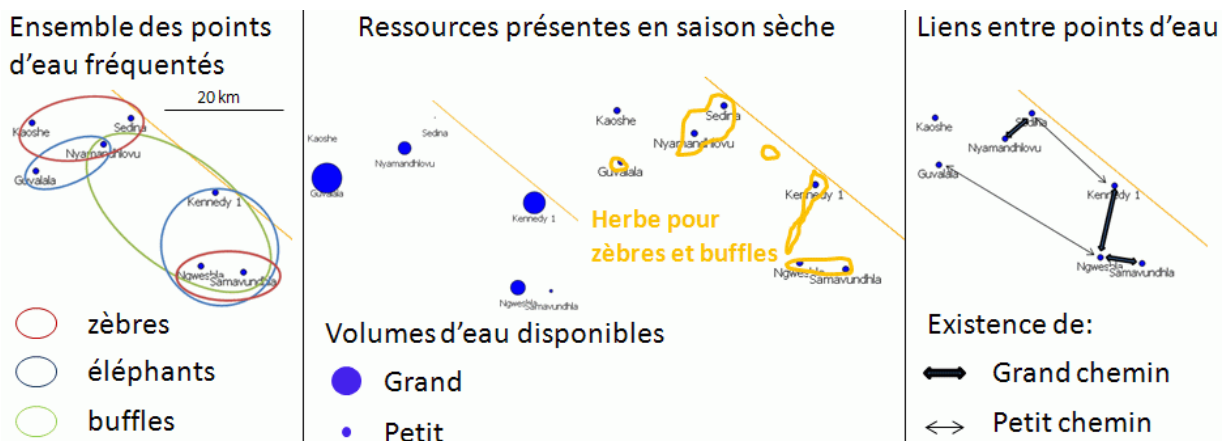 Ensemble des points
d'eau fréquentés
20 km
Kaoshe
Sedina
Nyamandhlovu
Guvalala
Kennedy 1
Ngweshla
Samavundhla
zèbres
éléphants
buffles
Ressources présentes en saison sèche
Kaoshe
Sedina
Nyamandhlovu
Guvalala
Kennedy 1
Ngweshla
Samavundhla
Kaoshe
Sedina
Nyamandhlovu
Guvalala
Kennedy 1
Herbe pour
zèbres et buffles
Ngweshla
Samavundhla
Volumes d'eau disponibles
Grand
Petit
Liens entre points d'eau
Kaoshe
Sedina
Nyamandhlovu
Guvalala
Kennedy 1
Ngweshla
Samavundhla
Existence de:
Grand chemin
Petit chemin